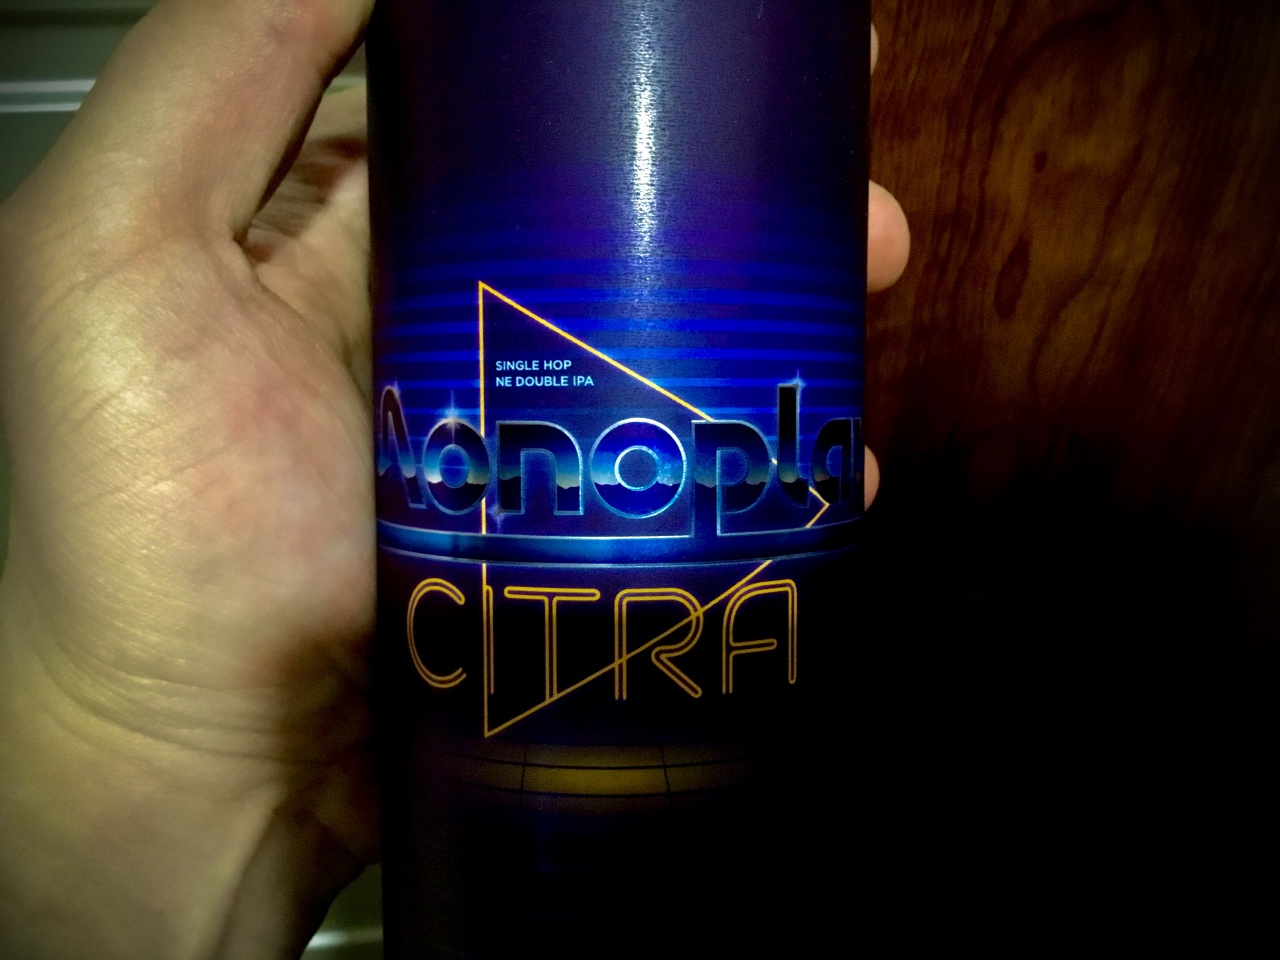 SINGLE HOP
NE DOUBLE IPA
Monopla
CITRA